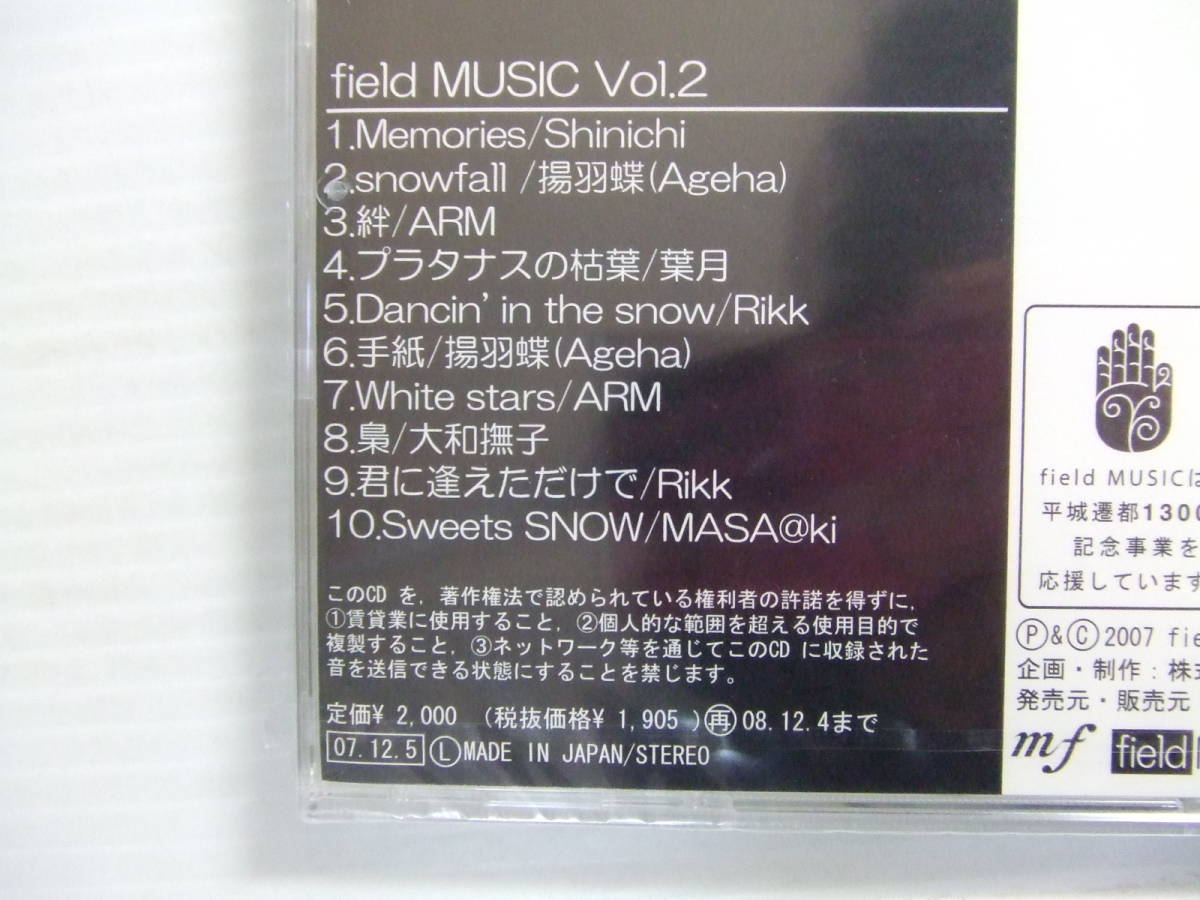 field MUSIC Vol.2
1.Memories/Shinichi
2.snowfall /揚羽蝶(Ageha)
3.絆/ARM
4.プラタナスの枯葉/葉月
5.Dancin' in the snow/Rikk
6.手紙/揚羽蝶(Ageha)
7.White stars/ARM
8.梟/大和撫子
9.君に逢えただけで/Rikk
10.Sweets SNOW/MASA@ki
このCD を, 著作権法で認められている権利者の許諾を得ずに,
①賃貸業に使用すること, ②個人的な範囲を超える使用目的で
複製すること, ③ネットワーク等を通じてこのCD に収録された
音を送信できる状態にすることを禁じます。
定価¥ 2,000 (税抜価格¥ 1,905 )再08.12.4まで
07.12.5 ⓁMADE IN JAPAN/STEREO
field MUSICは
平城遷都1300
記念事業を
応援しています
Ⓟ&Ⓒ2007 fie
企画・制作:株式
発売元・販売元
mf field